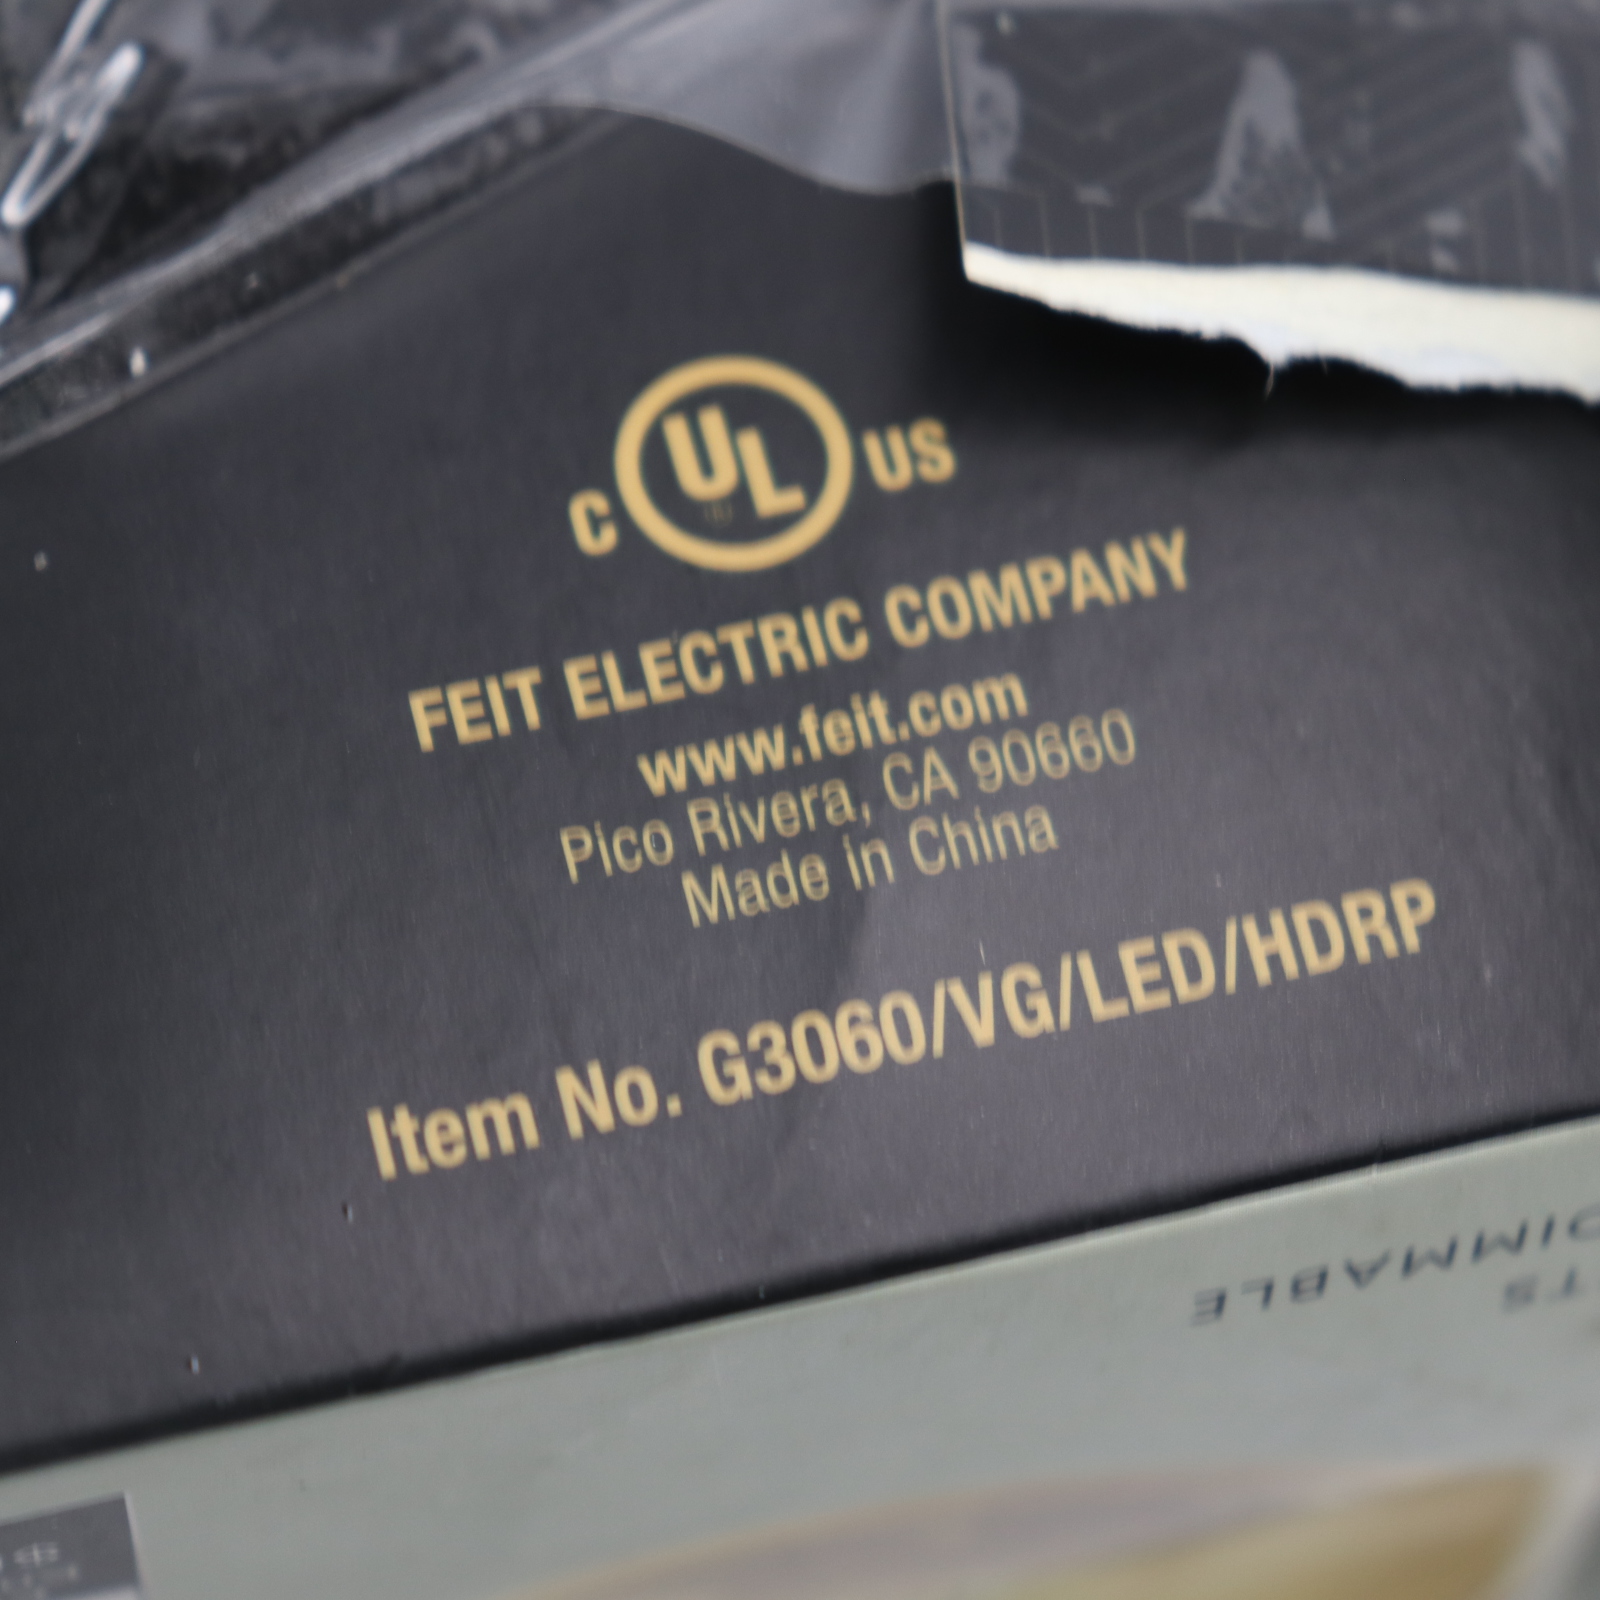 C UL US
FEIT ELECTRIC COMPANY
www.feit.com
Pico Rivera, CA 90660
Made in China
Item No. G3060/VG/LED/HDRP
DIMMABLE